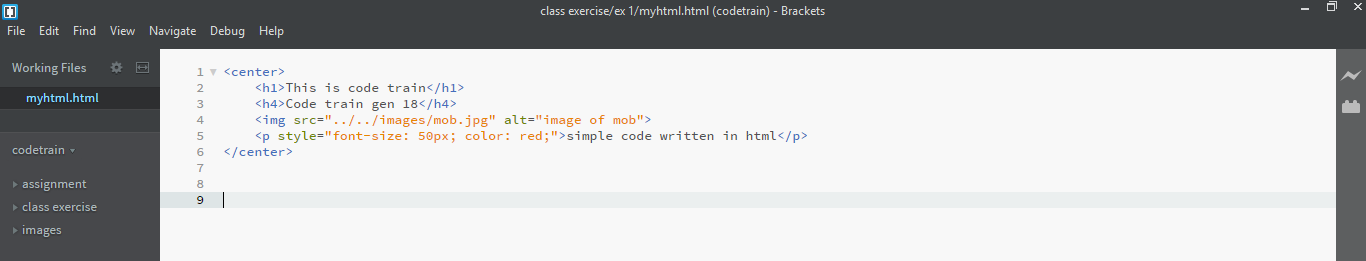 class exercise/ex 1/myhtml.html (codetrain) - Brackets
File Edit Find View Navigate Debug Help
Working Files
myhtml.html
codetrain
assignment
class exercise
images
1 <center>
2 <h1>This is code train</h1>
3 <h4>Code train gen 18</h4>
4 <img src="../../images/mob.jpg" alt="image of mob">
5 <p style="font-size: 50px; color: red;">simple code written in html</p>
6 </center>
7
8
9